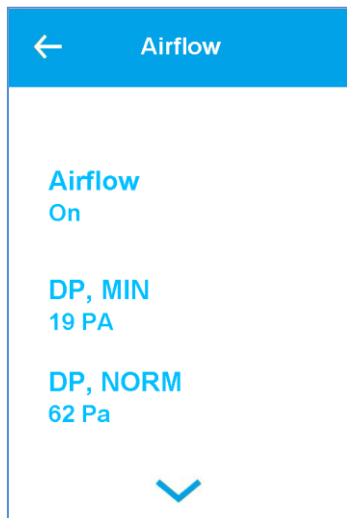 Airflow
Airflow
On
DP, MIN
19 PA
DP, NORM
62 Pa